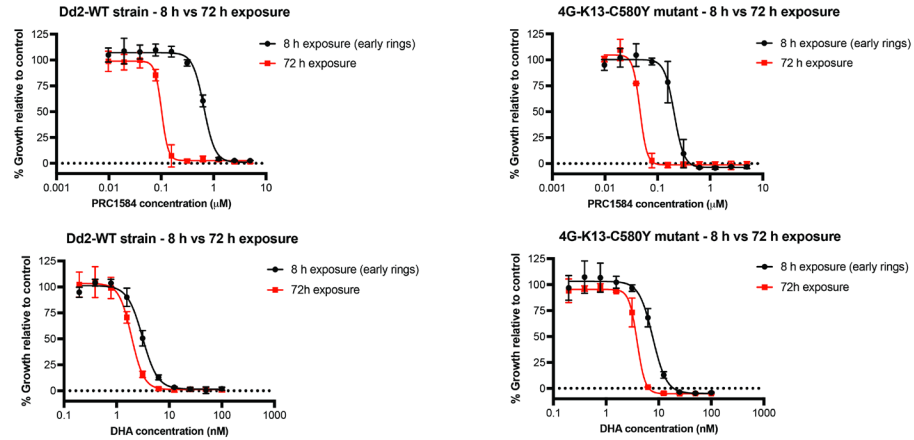 Dd2-WT strain - 8 h vs 72 h exposure
% Growth relative to control
125
100
75
50
25
0
0.001
0.01
0.1
1
10
PRC1584 concentration (μM)
8 h exposure (early rings)
72 h exposure
4G-K13-C580Y mutant - 8 h vs 72 h exposure
% Growth relative to control
125
100
75
50
25
0
0.001
0.01
0.1
1
10
PRC1584 concentration (μM)
8 h exposure (early rings)
72 h exposure
Dd2-WT strain - 8 h vs 72 h exposure
% Growth relative to control
125
100
75
50
25
0
0.1
1
10
100
1000
DHA concentration (nM)
8 h exposure (early rings)
72h exposure
4G-K13-C580Y mutant - 8 h vs 72 h exposure
% Growth relative to control
125
100
75
50
25
0
0.1
1
10
100
1000
DHA concentration (nM)
8 h exposure (early rings)
72h exposure